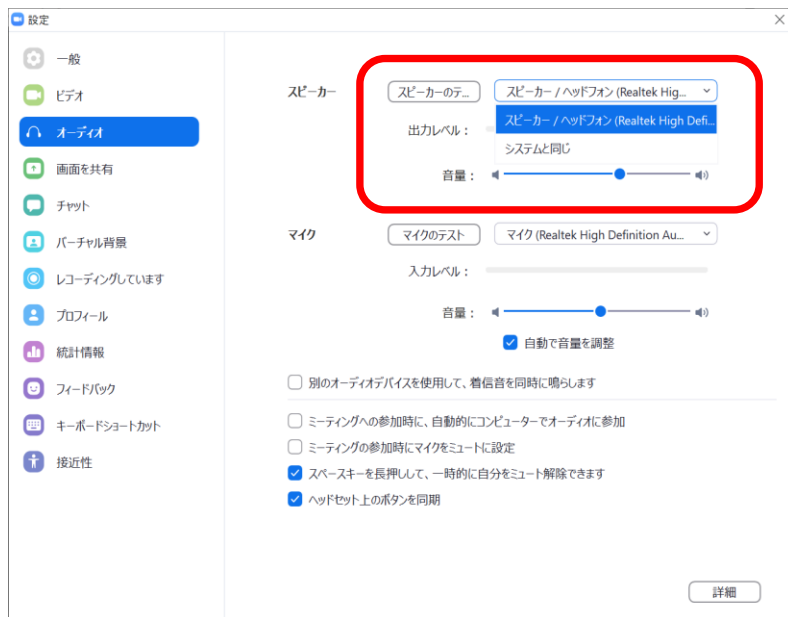 設定
一般
ビデオ
オーディオ
画面を共有
チャット
バーチャル背景
レコーディングしています
プロフィール
統計情報
フィードバック
キーボードショートカット
接近性
スピーカー
スピーカーのテ...
スピーカー / ヘッドフォン (Realtek Hig...
スピーカー / ヘッドフォン (Realtek High Defi...
システムと同じ
出力レベル：
音量：
マイク
マイクのテスト
マイク (Realtek High Definition Au...
入力レベル：
音量：
自動で音量を調整
別のオーディオデバイスを使用して、着信音を同時に鳴らします
ミーティングへの参加時に、自動的にコンピューターでオーディオに参加
ミーティングの参加時にマイクをミュートに設定
スペースキーを長押しして、一時的に自分をミュート解除できます
ヘッドセット上のボタンを同期
詳細